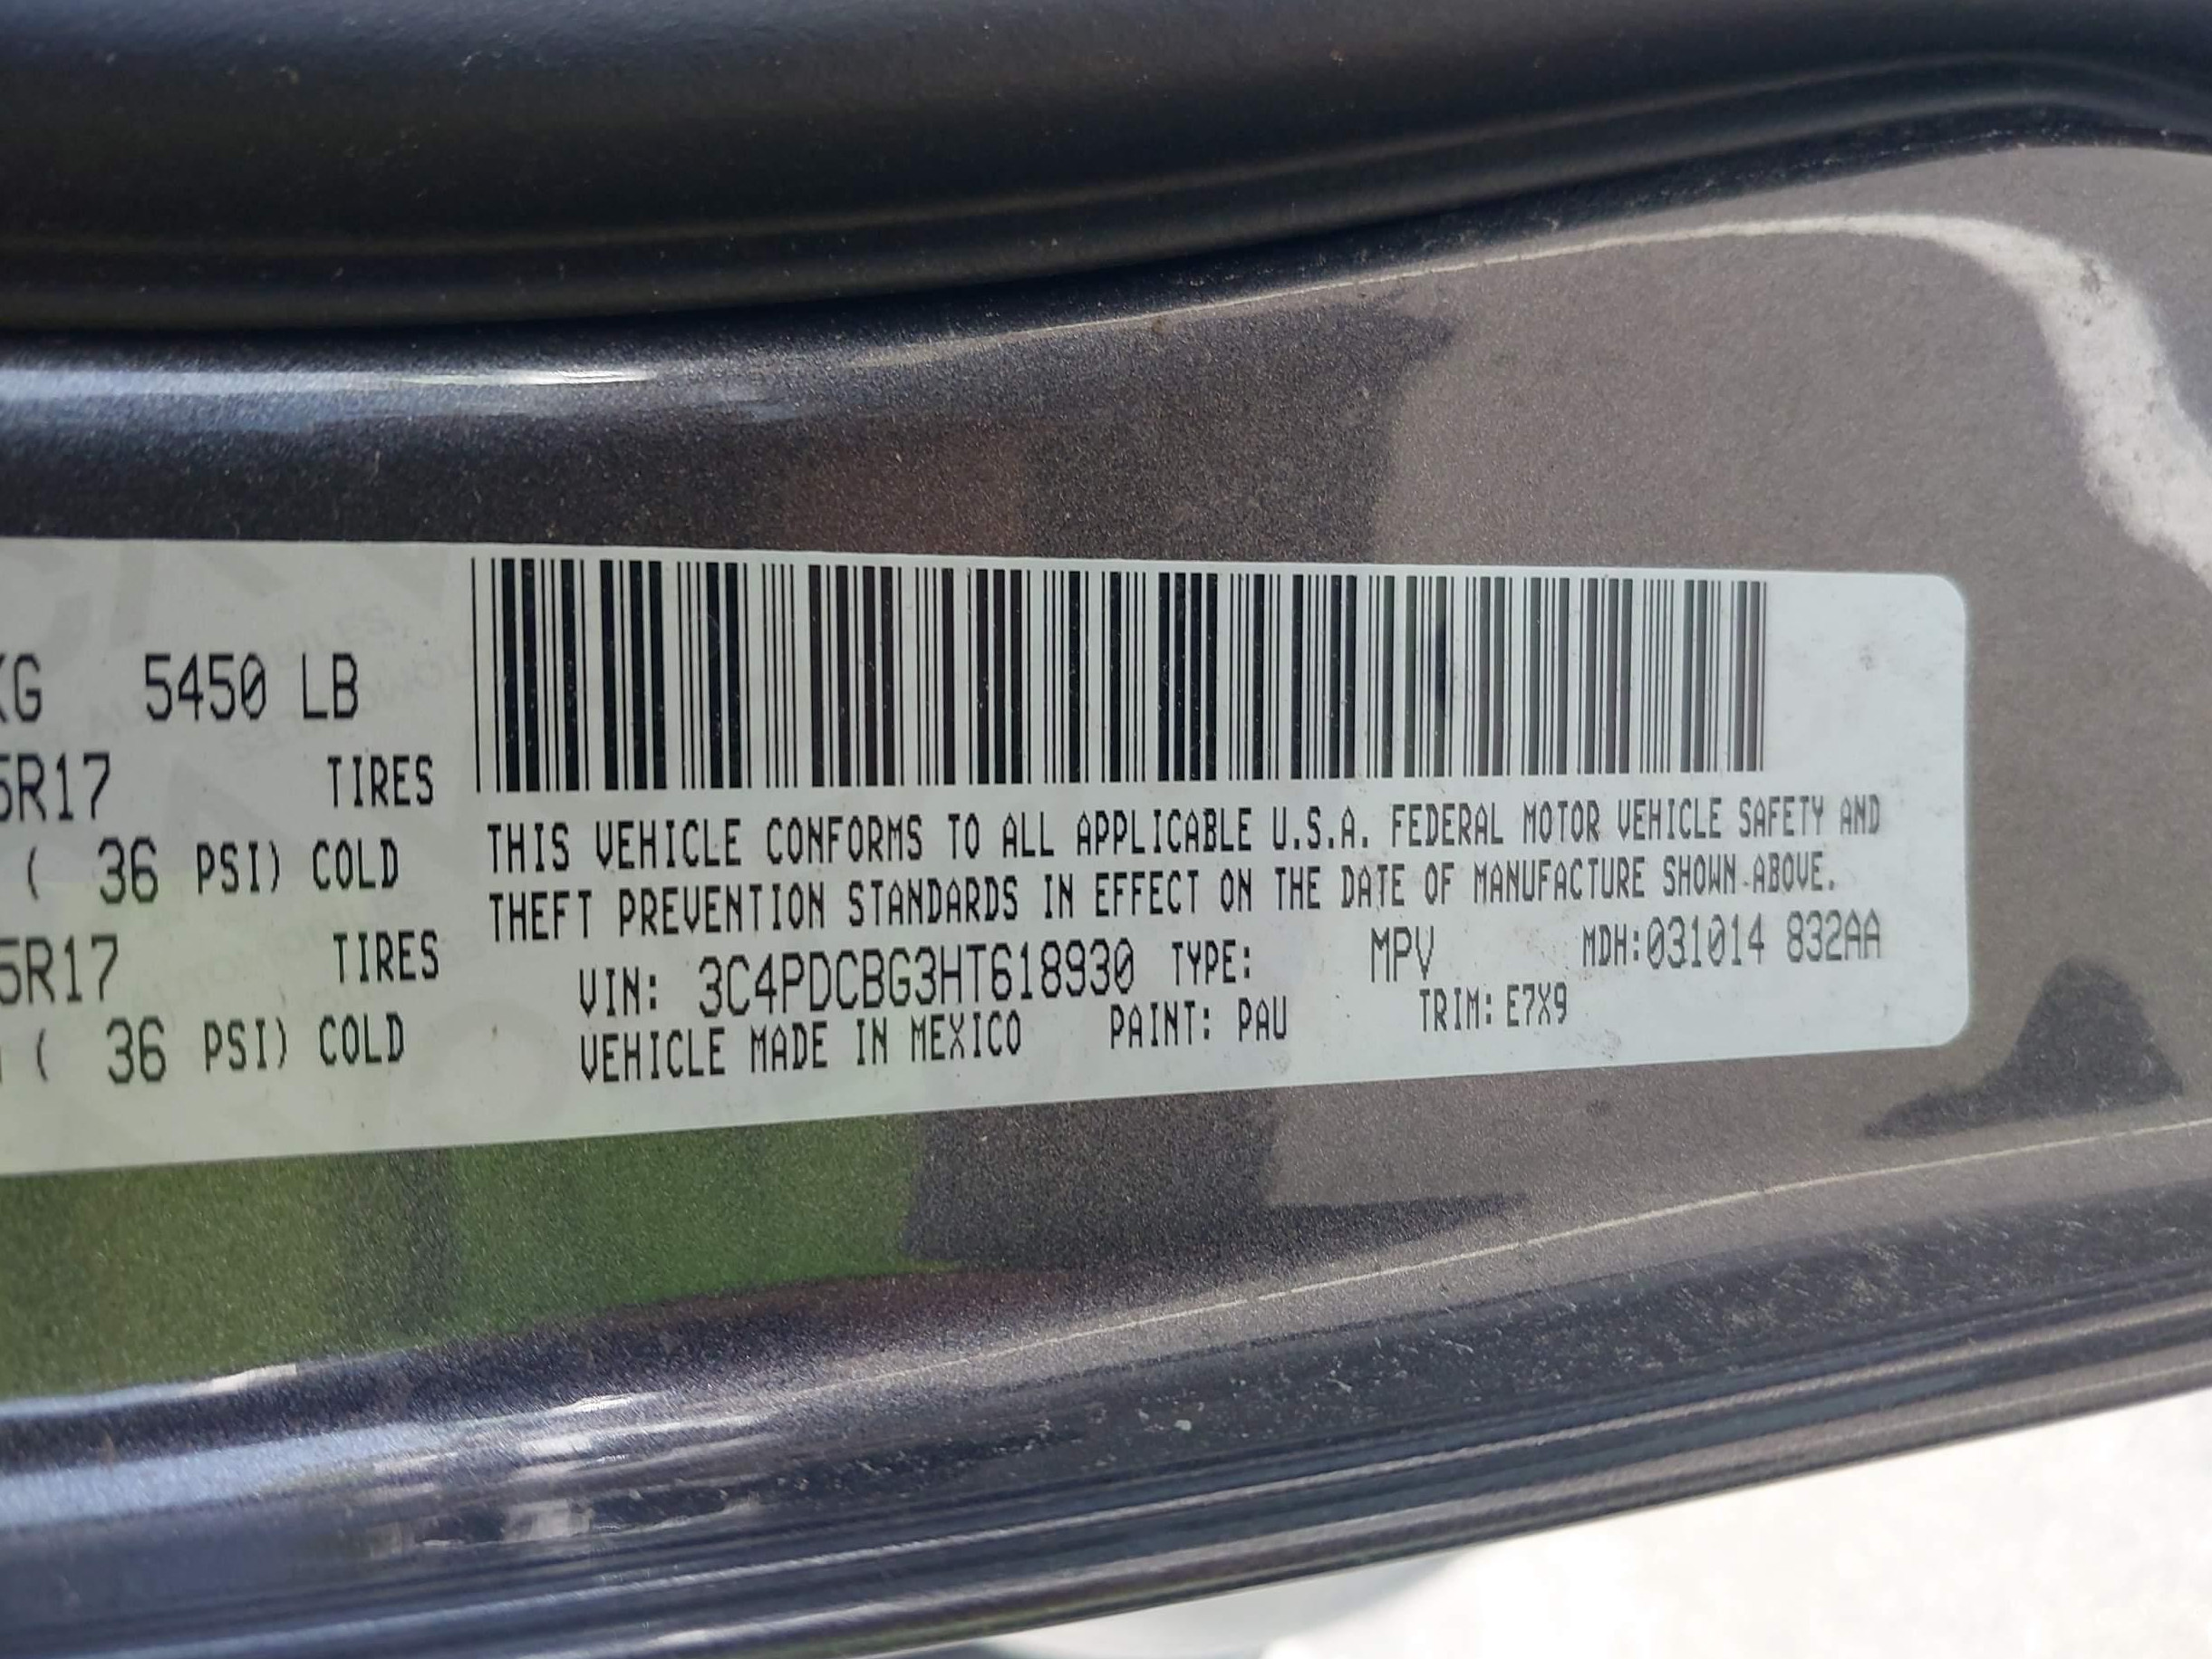 KG 5450 LB
5R17 TIRES
( 36 PSI) COLD
5R17 TIRES
( 36 PSI) COLD
THIS VEHICLE CONFORMS TO ALL APPLICABLE U.S.A. FEDERAL MOTOR VEHICLE SAFETY AND
THEFT PREVENTION STANDARDS IN EFFECT ON THE DATE OF MANUFACTURE SHOWN ABOVE.
VIN: 3C4PDCBG3HT618930 TYPE: MPV MDH:031014 832AA
VEHICLE MADE IN MEXICO PAINT: PAU TRIM: E7X9